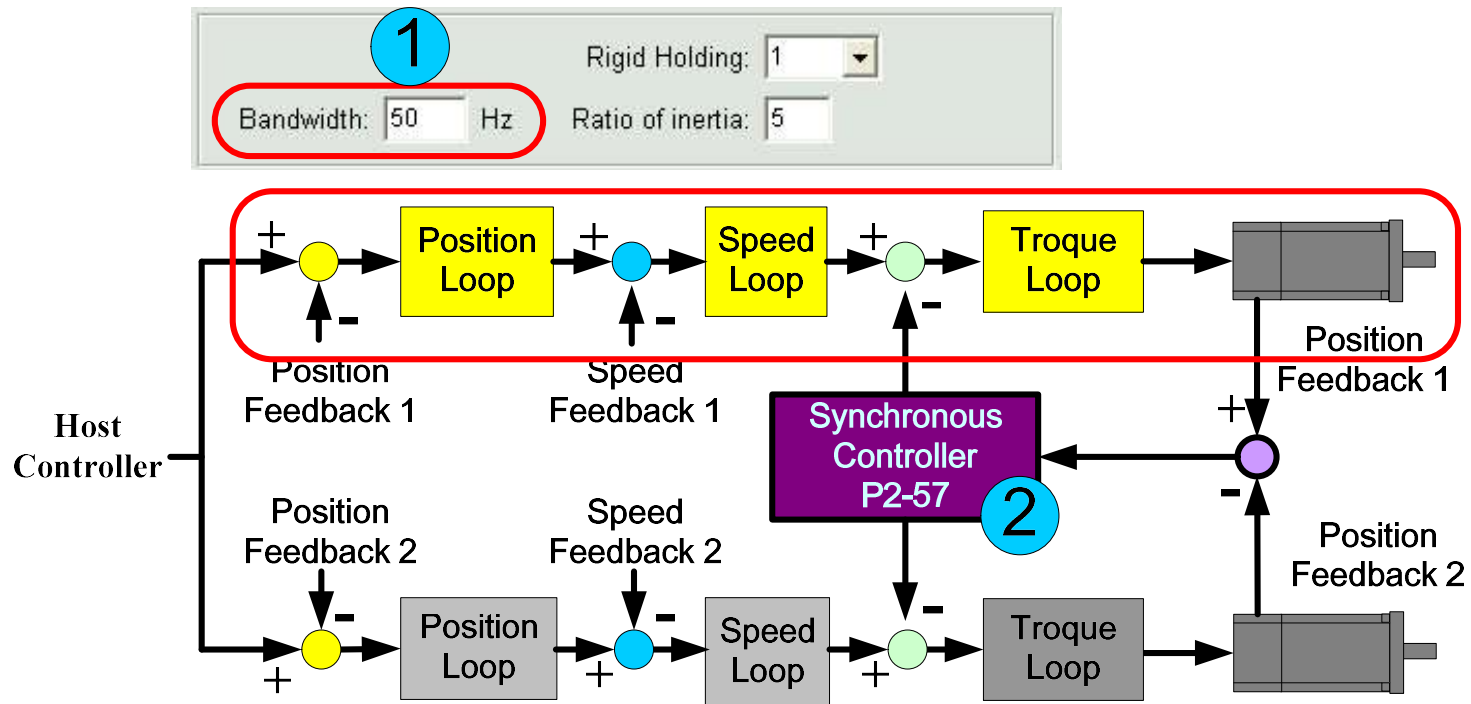 1
Rigid Holding: 1
Bandwidth: 50 Hz
Ratio of inertia: 5
+
Position
Loop
+
Speed
Loop
+
Troque
Loop
-
-
-
Position
Feedback 1
Speed
Feedback 1
Position
Feedback 1
+
Host
Controller
Synchronous
Controller
P2-57
2
-
Position
Feedback 2
Speed
Feedback 2
Position
Feedback 2
-
-
-
Position
Loop
Speed
Loop
Troque
Loop
+
+
+